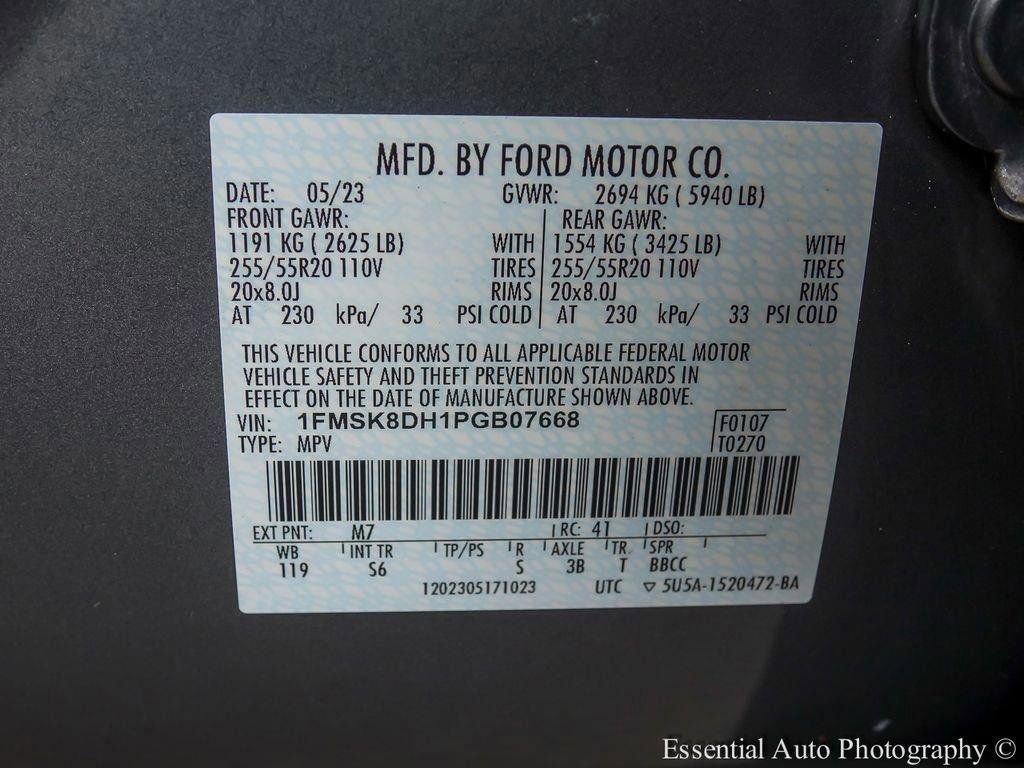 MFD. BY FORD MOTOR CO.
DATE: 05/23 GVWR: 2694 KG ( 5940 LB)
FRONT GAWR: REAR GAWR:
1191 KG ( 2625 LB) WITH 1554 KG ( 3425 LB) WITH
255/55R20 110V TIRES 255/55R20 110V TIRES
20x8.0J RIMS 20x8.0J RIMS
AT 230 kPa/ 33 PSI COLD AT 230 kPa/ 33 PSI COLD
THIS VEHICLE CONFORMS TO ALL APPLICABLE FEDERAL MOTOR
VEHICLE SAFETY AND THEFT PREVENTION STANDARDS IN
EFFECT ON THE DATE OF MANUFACTURE SHOWN ABOVE.
VIN: 1FMSK8DH1PGB07668 F0107
TYPE: MPV T0270
EXT PNT: M7 RC: 41 DSO:
WB INT TR TP/PS R AXLE TR SPR
119 S6 S 3B T BBCC
1202305171023 UTC ▽ 5U5A-1520472-BA
Essential Auto Photography ©